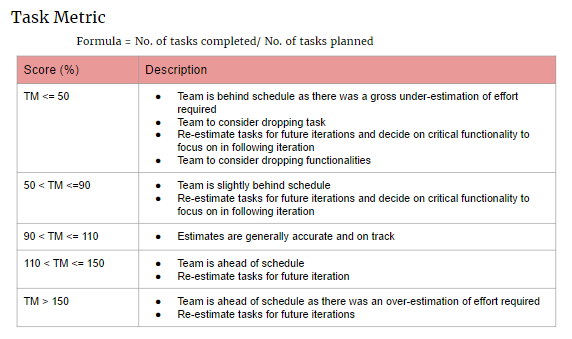 Task Metric
Formula = No. of tasks completed/ No. of tasks planned
Score (%) Description
TM <= 50
● Team is behind schedule as there was a gross under-estimation of effort
required
● Team to consider dropping task
● Re-estimate tasks for future iterations and decide on critical functionality to
focus on in following iteration
● Team to consider dropping functionalities
50 < TM <=90
● Team is slightly behind schedule
● Re-estimate tasks for future iterations and decide on critical functionality to
focus on in following iteration
90 < TM <= 110
● Estimates are generally accurate and on track
110 < TM <= 150
● Team is ahead of schedule
● Re-estimate tasks for future iteration
TM > 150
● Team is ahead of schedule as there was an over-estimation of effort required
● Re-estimate tasks for future iterations